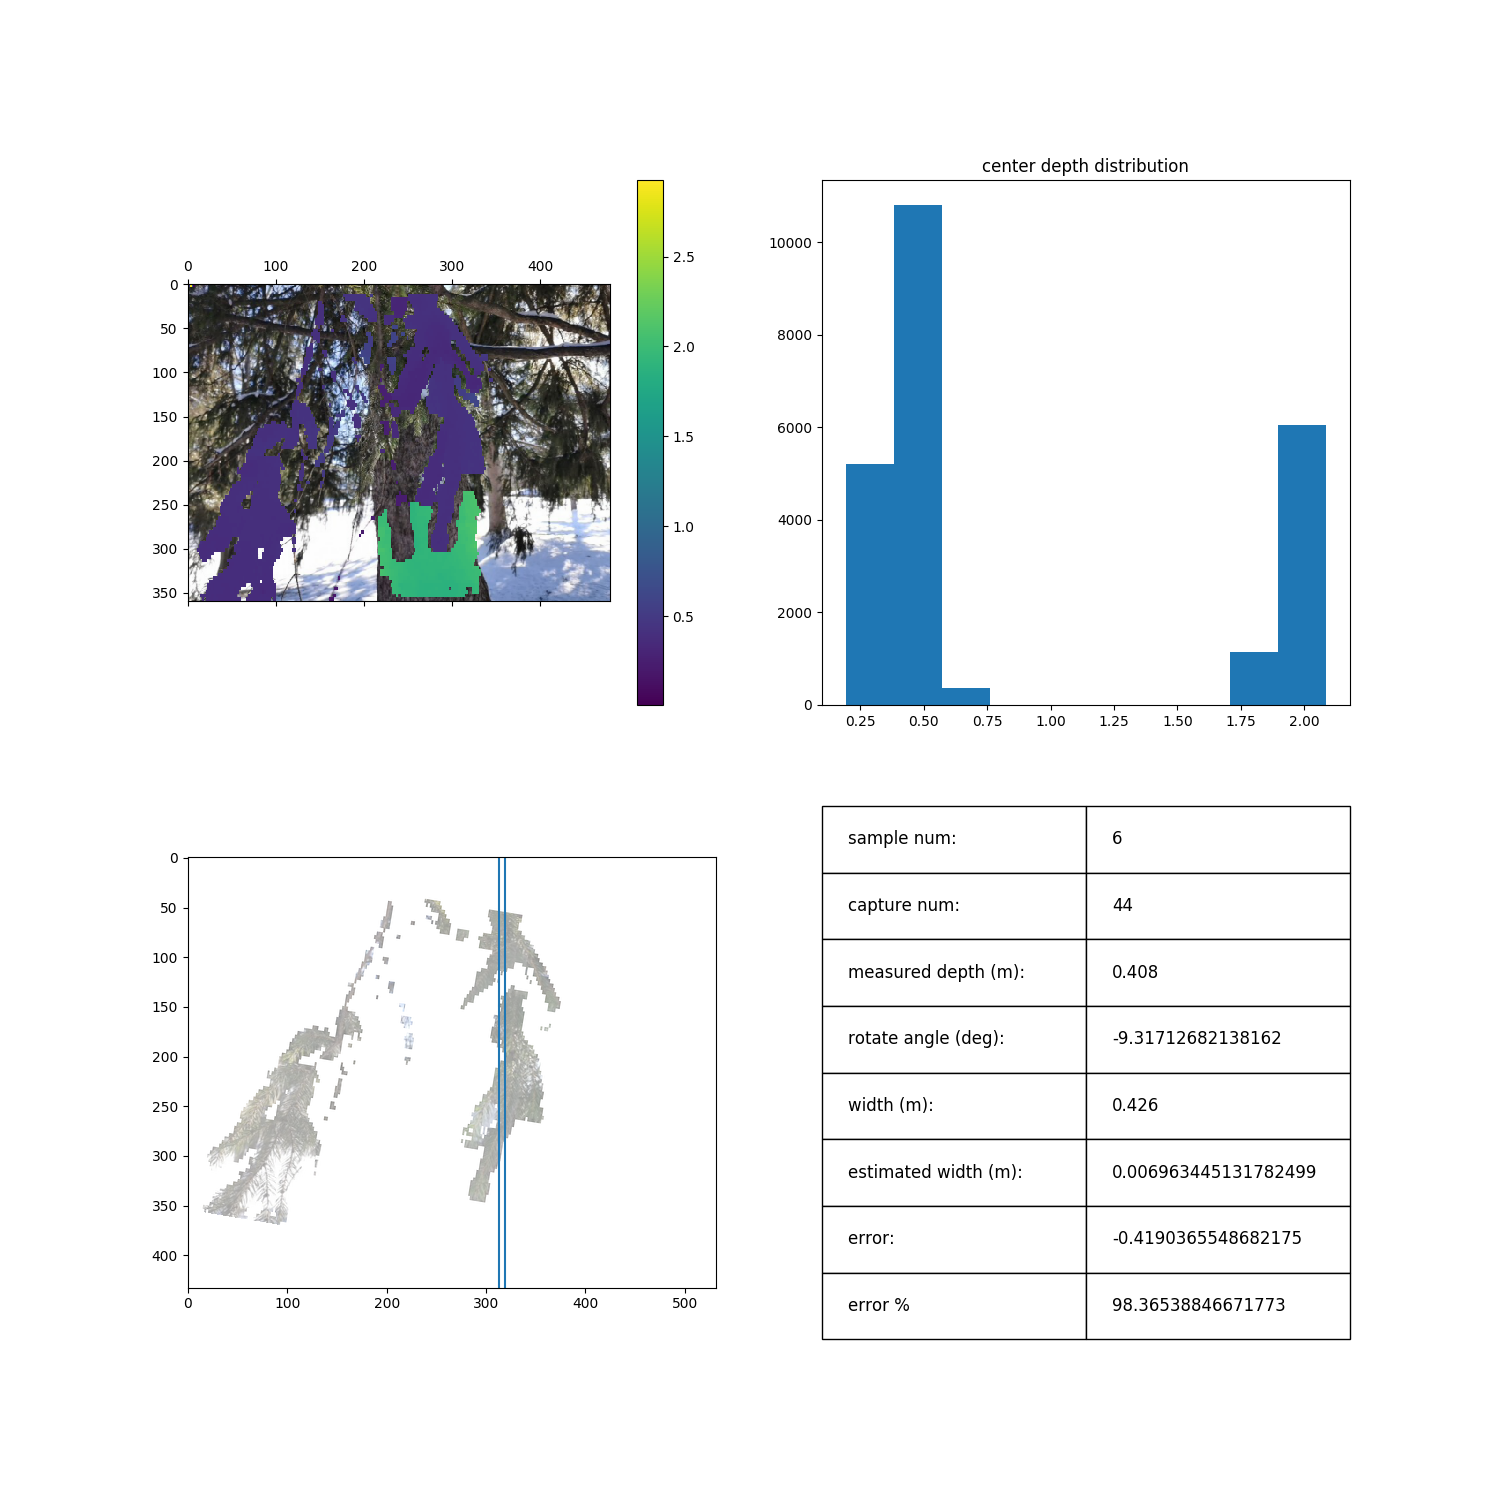 center depth distribution
0 100 200 300 400
0
50
100
150
200
250
300
350
2.5
2.0
1.5
1.0
0.5
10000
8000
6000
4000
2000
0
0.25 0.50 0.75 1.00 1.25 1.50 1.75 2.00
0
50
100
150
200
250
300
350
400
0 100 200 300 400 500
sample num: 6
capture num: 44
measured depth (m): 0.408
rotate angle (deg): -9.31712682138162
width (m): 0.426
estimated width (m): 0.006963445131782499
error: -0.4190365548682175
error % 98.36538846671773